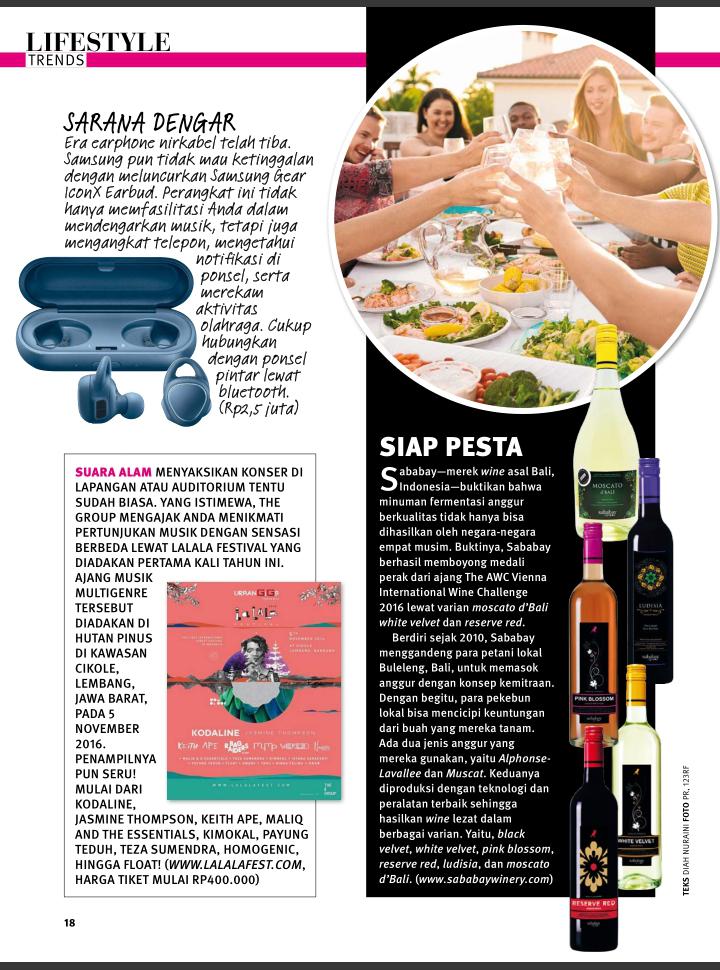 LIFESTYLE
TRENDS
SARANA DENGAR
Era earphone nirkabel telah tiba.
Samsung pun tidak mau ketinggalan
dengan meluncurkan Samsung Gear
IconX Earbud. Perangkat ini tidak
hanya memfasilitasi Anda dalam
mendengarkan musik, tetapi juga
mengangkat telepon, mengetahui
notifikasi di
ponsel, serta
merekam
aktivitas
olahraga. Cukup
hubungkan
dengan ponsel
pintar lewat
bluetooth.
(Rp2,5 juta)
SUARA ALAM MENYAKSIKAN KONSER DI
LAPANGAN ATAU AUDITORIUM TENTU
SUDAH BIASA. YANG ISTIMEWA, THE
GROUP MENGAJAK ANDA MENIKMATI
PERTUNJUKAN MUSIK DENGAN SENSASI
BERBEDA LEWAT LALALA FESTIVAL YANG
DIADAKAN PERTAMA KALI TAHUN INI.
AJANG MUSIK
MULTIGENRE
TERSEBUT
DIADAKAN DI
HUTAN PINUS
DI KAWASAN
CIKOLE,
LEMBANG,
JAWA BARAT,
PADA 5
NOVEMBER
2016.
PENAMPILNYA
PUN SERU!
MULAI DARI
KODALINE,
JASMINE THOMPSON, KEITH APE, MALIQ
AND THE ESSENTIALS, KIMOKAL, PAYUNG
TEDUH, TEZA SUMENDRA, HOMOGENIC,
HINGGA FLOAT! (WWW.LALALAFEST.COM,
HARGA TIKET MULAI RP400.000)
URBAN GG
KODALINE JASMINE THOMPSON
KEITH APE
WWW.LALALAFEST.COM
SIAP PESTA
Sababay—merek wine asal Bali,
Indonesia—buktikan bahwa
minuman fermentasi anggur
berkualitas tidak hanya bisa
dihasilkan oleh negara-negara
empat musim. Buktinya, Sababay
berhasil memboyong medali
perak dari ajang The AWC Vienna
International Wine Challenge
2016 lewat varian moscato d'Bali
white velvet dan reserve red.
Berdiri sejak 2010, Sababay
menggandeng para petani lokal
Buleleng, Bali, untuk memasok
anggur dengan konsep kemitraan.
Dengan begitu, para pekebun
lokal bisa mencicipi keuntungan
dari buah yang mereka tanam.
Ada dua jenis anggur yang
mereka gunakan, yaitu Alphonse-
Lavallee dan Muscat. Keduanya
diproduksi dengan teknologi dan
peralatan terbaik sehingga
hasilkan wine lezat dalam
berbagai varian. Yaitu, black
velvet, white velvet, pink blossom,
reserve red, ludisia, dan moscato
d'Bali. (www.sababaywinery.com)
MOSCATO
d'BALI
sababay
LUDISIA
sababay
PINK BLOSSOM
sababay
WHITE VELVET
RESERVE RED
TEKS DIAH NURAINI FOTO PR, 123RF
18